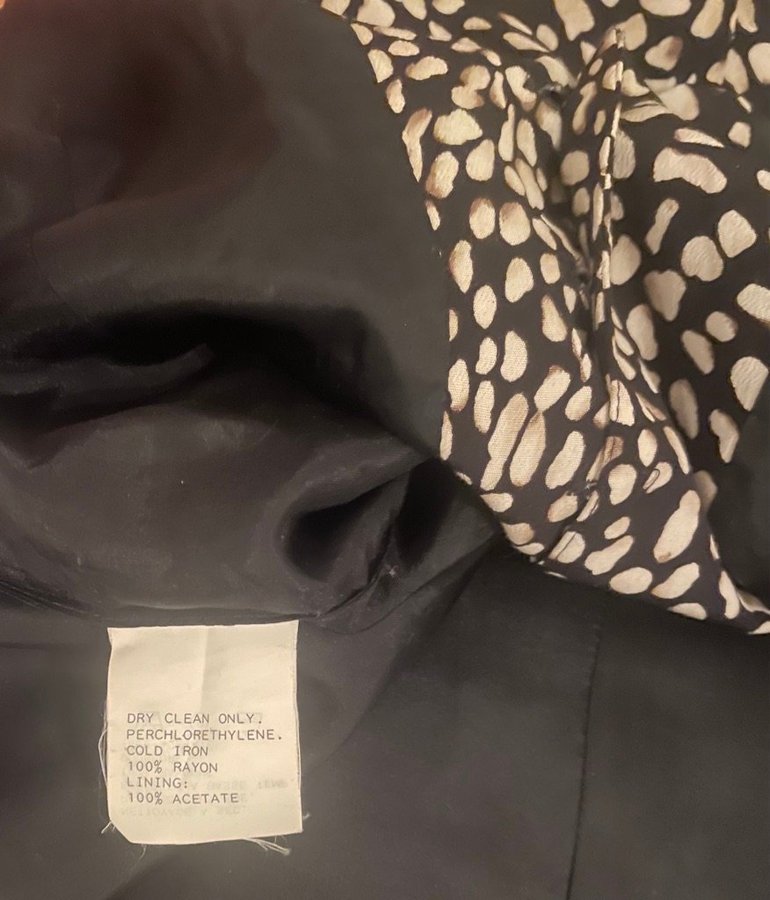 DRY CLEAN ONLY.
PERCHLORETHYLENE.
COLD IRON
100% RAYON
LINING:
100% ACETATE